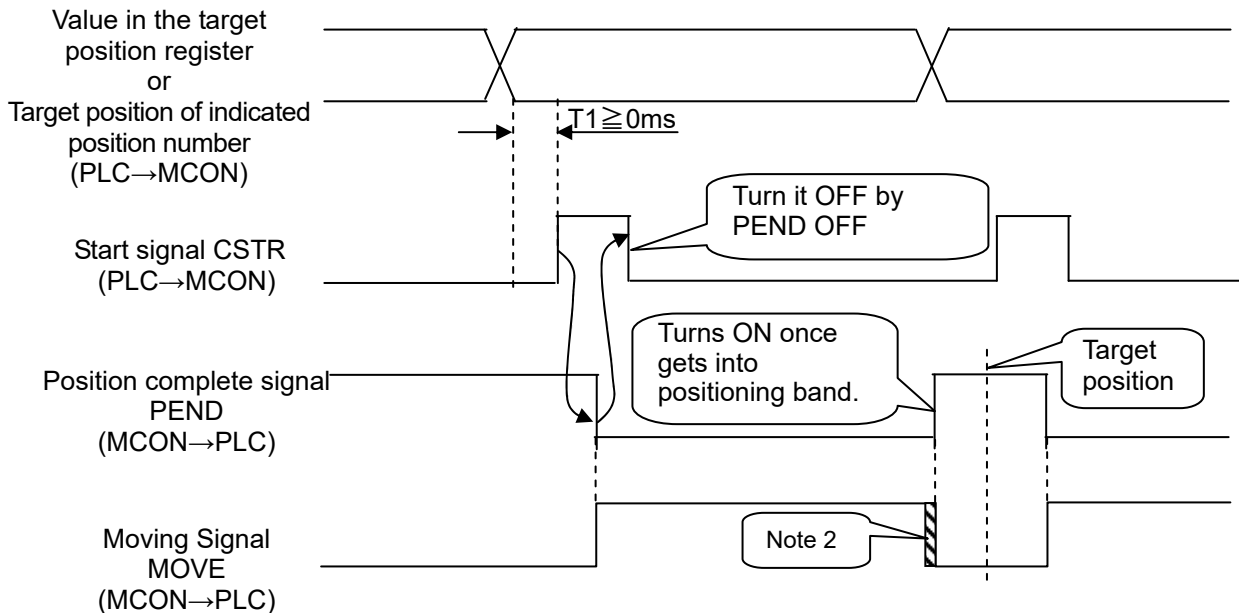 Value in the target
position register
or
Target position of indicated
position number
(PLC→MCON)
T1≧0ms
Turn it OFF by
PEND OFF
Start signal CSTR
(PLC→MCON)
Turns ON once
gets into
positioning band.
Target
position
Position complete signal
PEND
(MCON→PLC)
Note 2
Moving Signal
MOVE
(MCON→PLC)